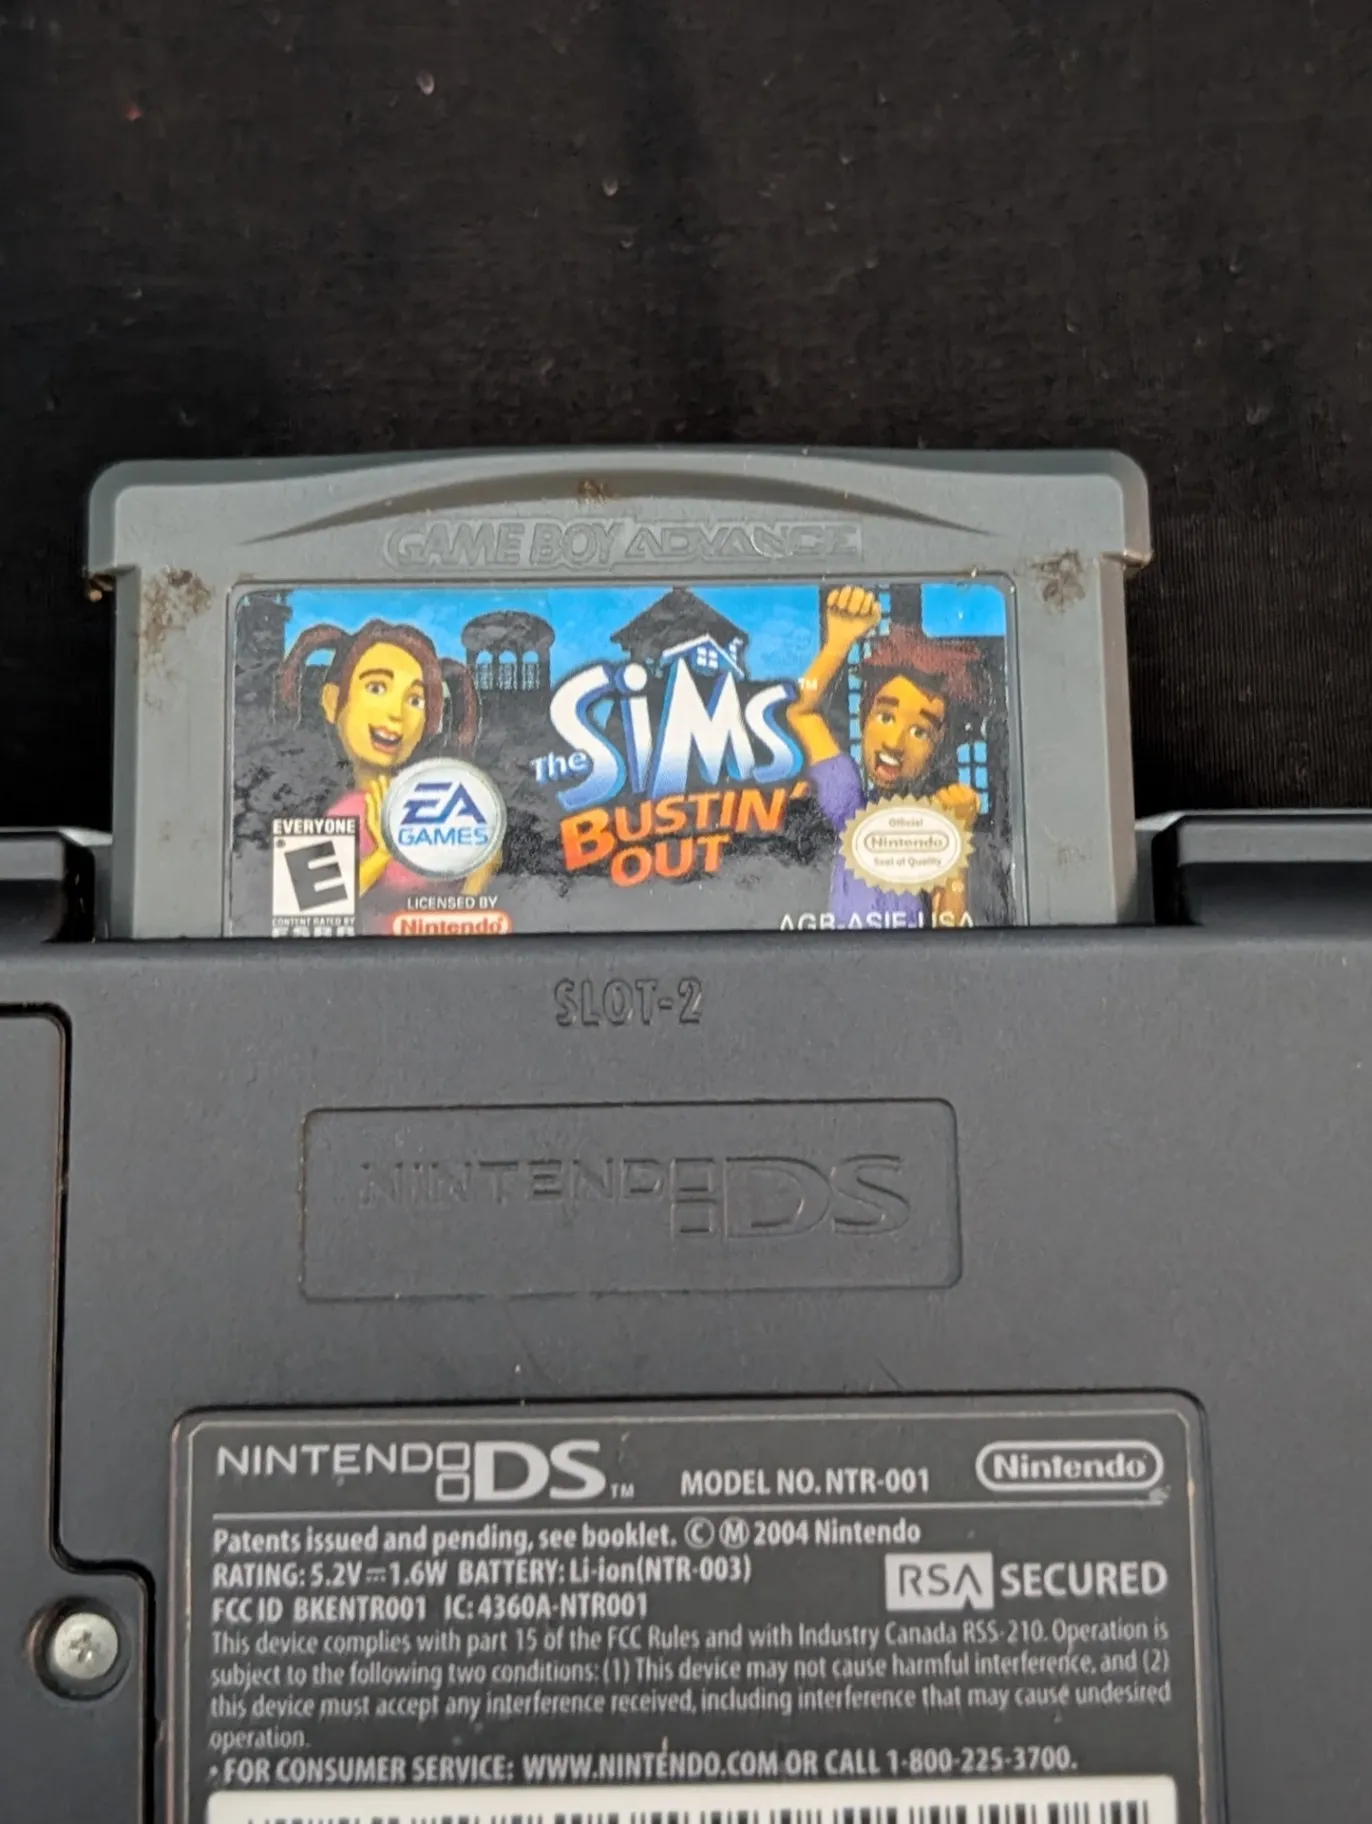 GAME BOY ADVANCE
The SiMS™
BUSTIN'
OUT
EA
GAMES
EVERYONE
E
CONTENT RATED BY
ESRB
LICENSED BY
Nintendo
Official
Nintendo
Seal of Quality
AGB-ASIE-USA
SLOT-2
NINTENDO DS
NINTENDO DS™ MODEL NO. NTR-001 Nintendo
Patents issued and pending, see booklet. © Ⓜ 2004 Nintendo
RATING: 5.2V⎓1.6W BATTERY: Li-ion(NTR-003)
RSA SECURED
FCC ID BKENTR001 IC: 4360A-NTR001
This device complies with part 15 of the FCC Rules and with Industry Canada RSS-210. Operation is
subject to the following two conditions: (1) This device may not cause harmful interference, and (2)
this device must accept any interference received, including interference that may cause undesired
operation.
• FOR CONSUMER SERVICE: WWW.NINTENDO.COM OR CALL 1-800-225-3700.